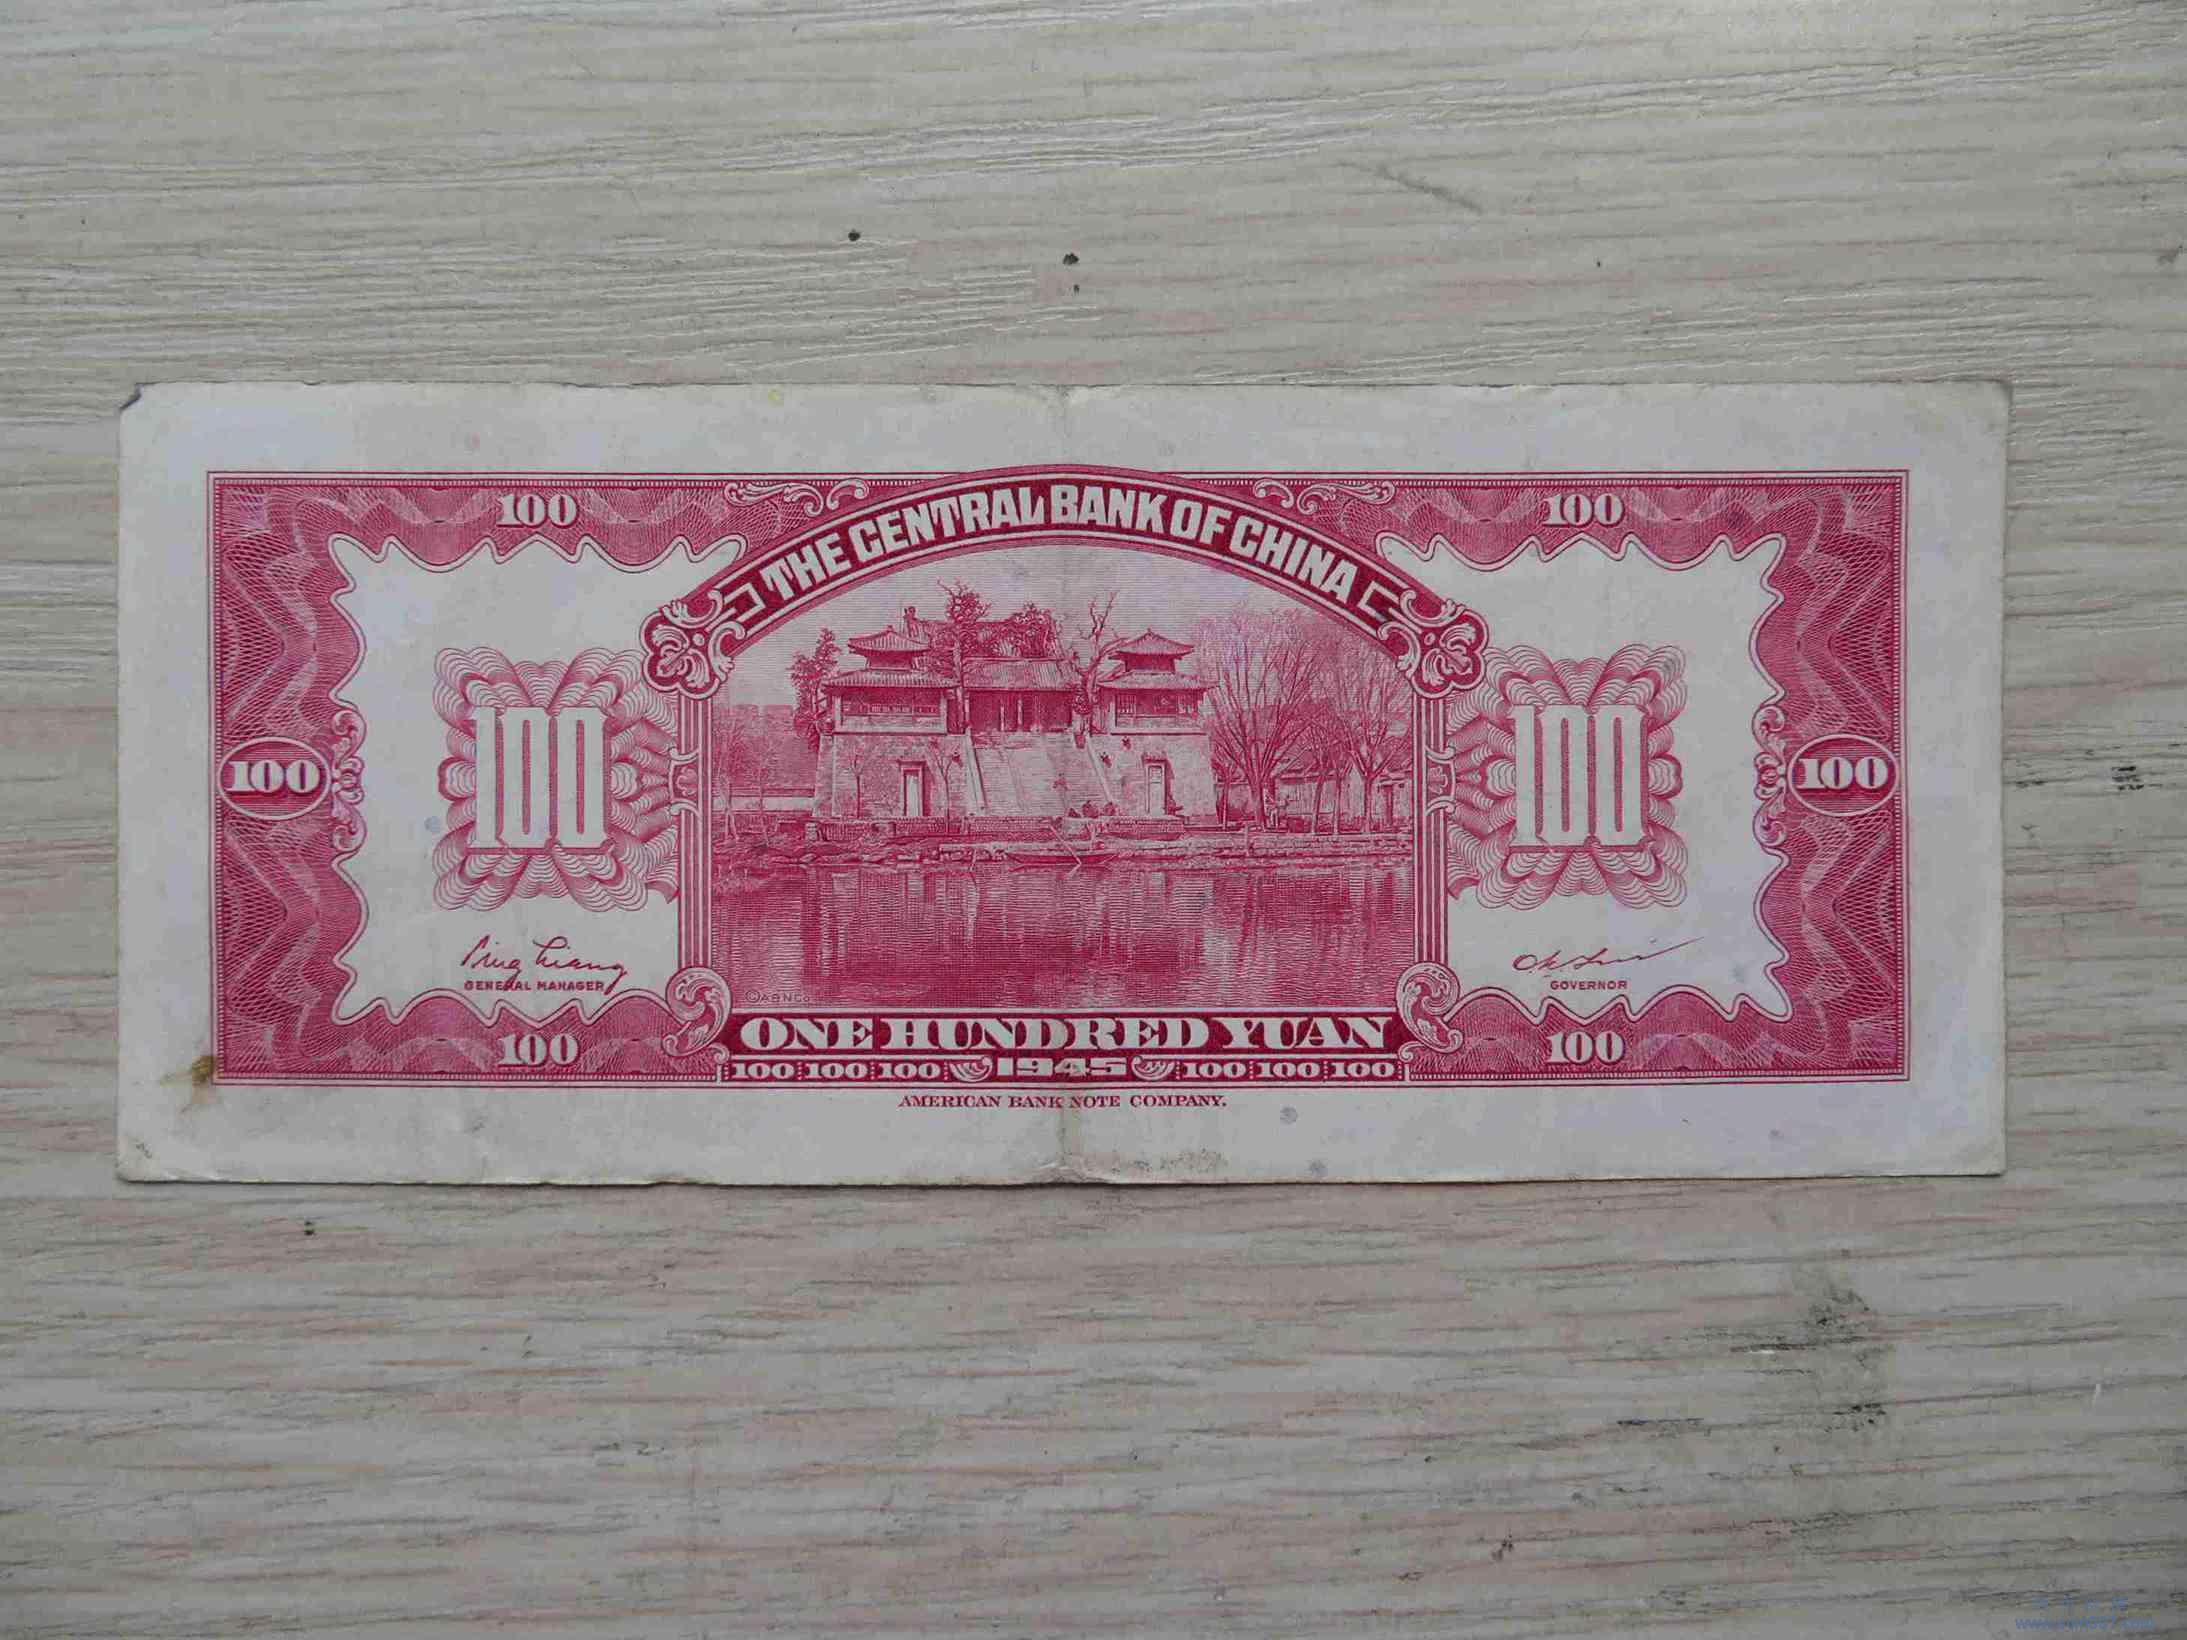 THE CENTRAL BANK OF CHINA
100 100
100 100 100 100
GENERAL MANAGER GOVERNOR
©ABNCo
100 100
ONE HUNDRED YUAN
100 100 100 1945 100 100 100
AMERICAN BANK NOTE COMPANY.